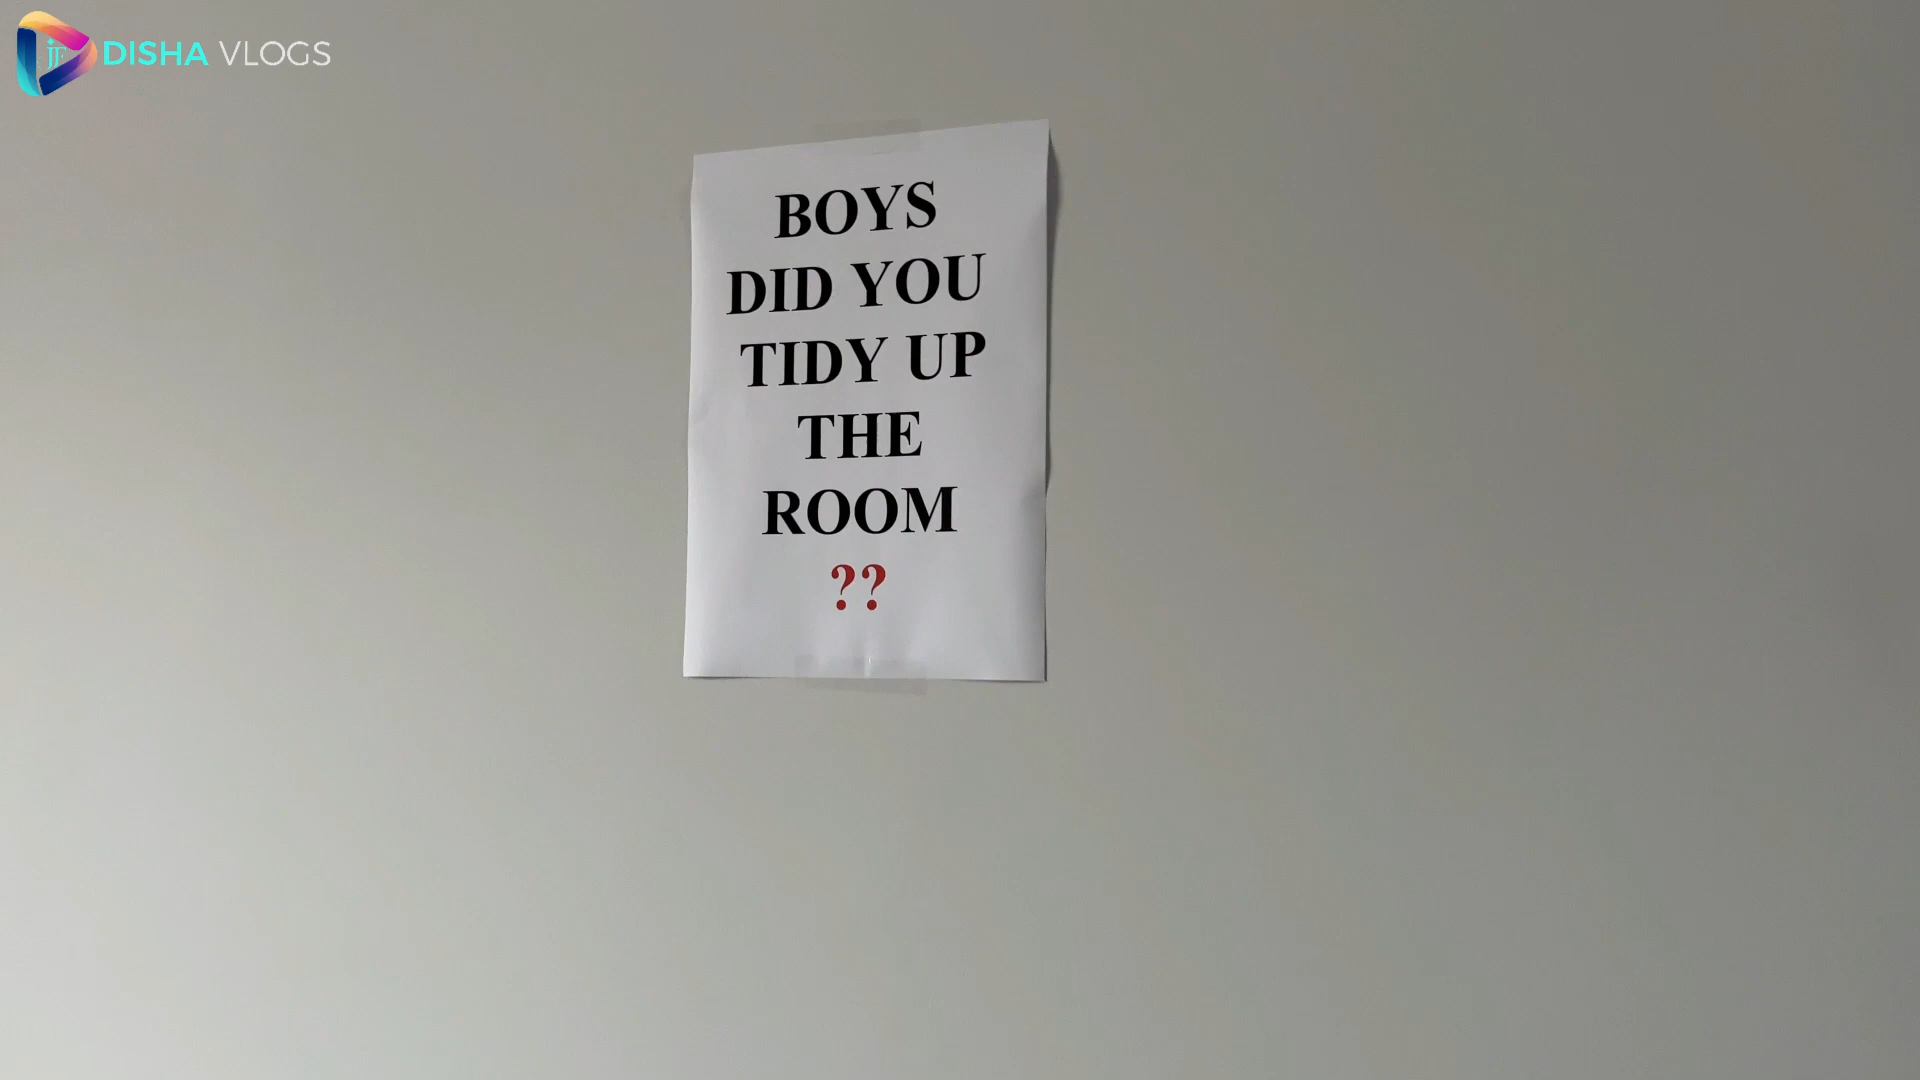 DISHA VLOGS
BOYS
DID YOU
TIDY UP
THE
ROOM
??